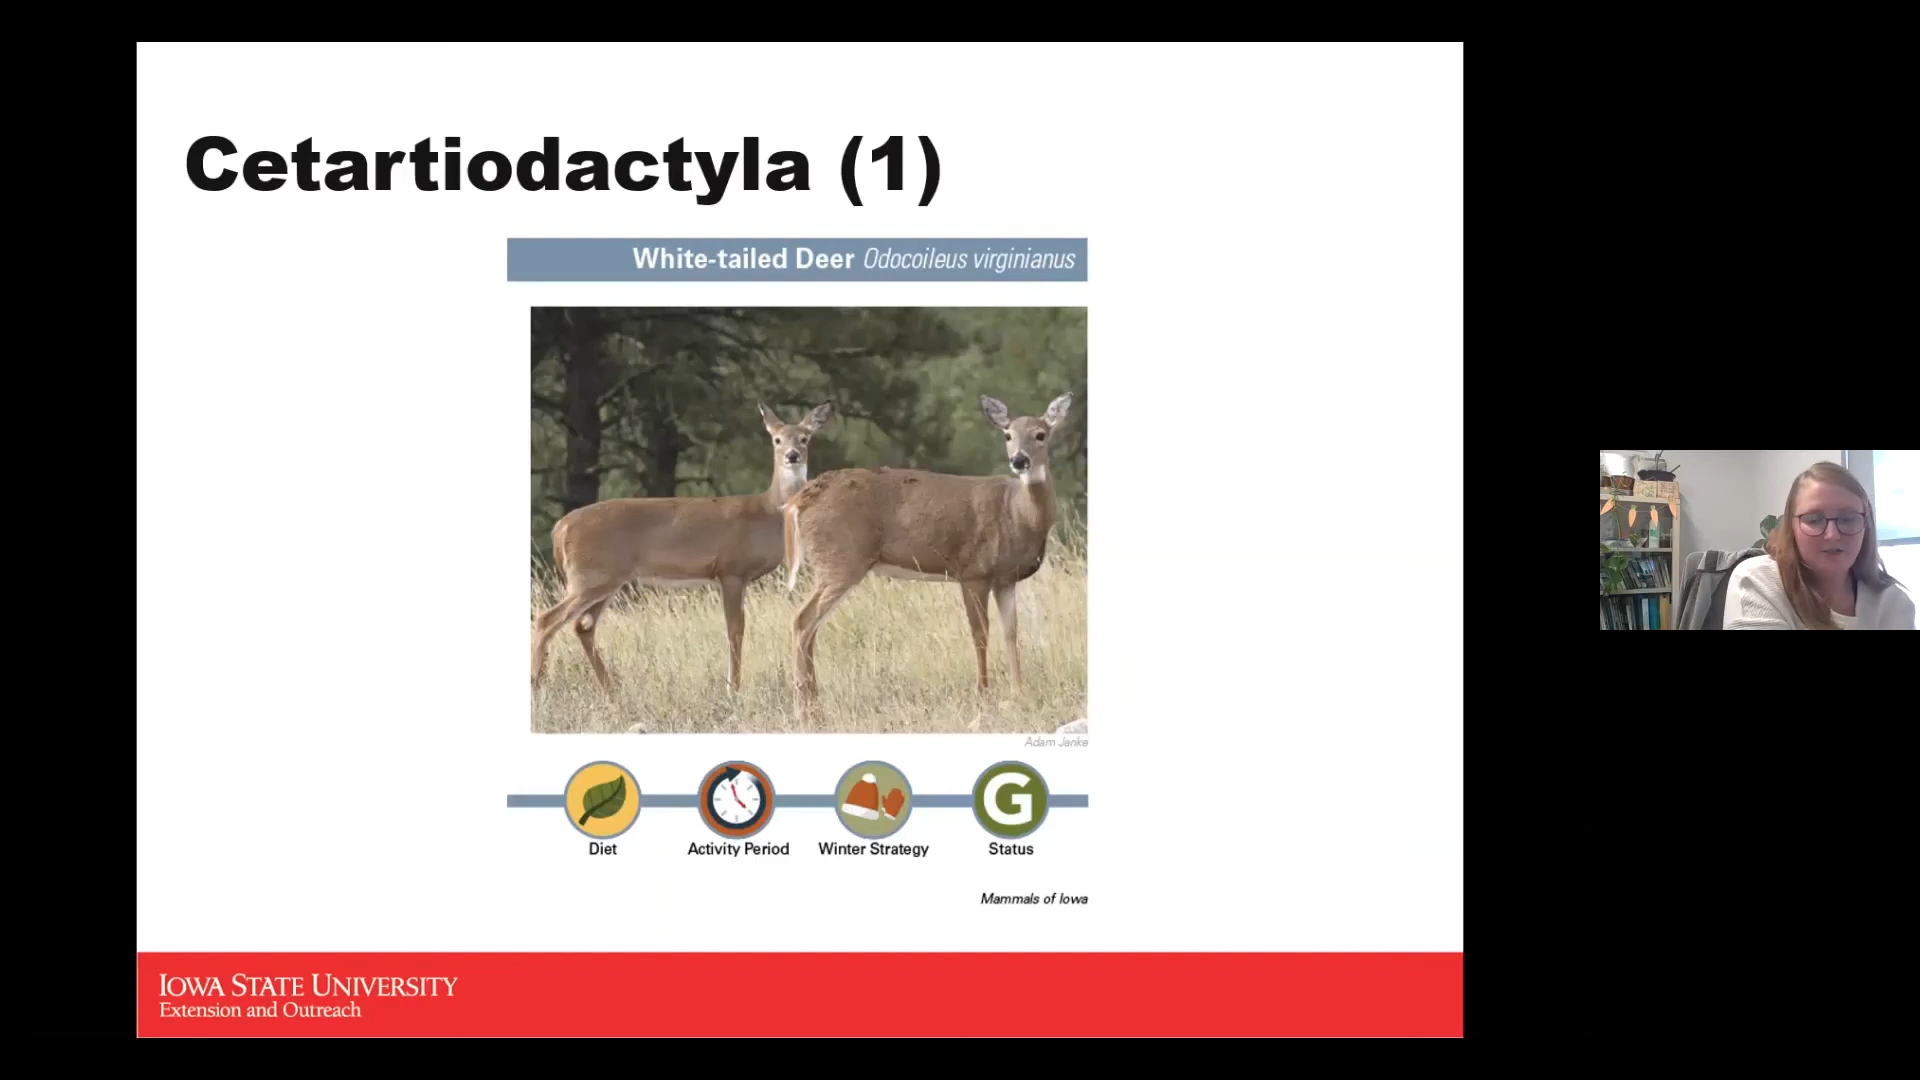 Cetartiodactyla (1)
White-tailed Deer Odocoileus virginianus
Adam Janke
G
Diet
Activity Period
Winter Strategy
Status
Mammals of Iowa
IOWA STATE UNIVERSITY
Extension and Outreach